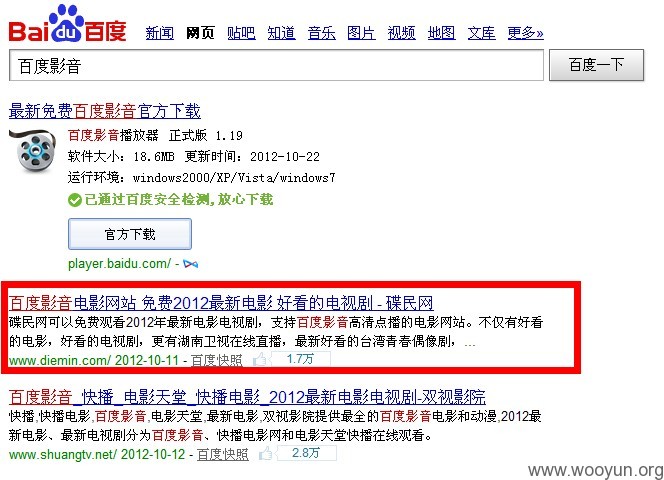 Bai du 百度 新闻 网页 贴吧 知道 音乐 图片 视频 地图 文库 更多»
百度影音 百度一下
最新免费百度影音官方下载
百度影音播放器 正式版 1.19
软件大小：18.6MB 更新时间：2012-10-22
运行环境：windows2000/XP/Vista/windows7
已通过百度安全检测,放心下载
官方下载
player.baidu.com/ -
百度影音电影网站 免费2012最新电影 好看的电视剧 - 碟民网
碟民网可以免费观看2012年最新电影电视剧，支持百度影音高清点播的电影网站。不仅有好看
的电影，好看的电视剧，更有湖南卫视在线直播，最新好看的台湾青春偶像剧，...
www.diemin.com/ 2012-10-11 - 百度快照 1.7万
百度影音_快播_电影天堂_快播电影_2012最新电影电视剧-双视影院
快播,快播电影,百度影音,电影天堂,最新电影,双视影院提供最全的百度影音电影和动漫,2012最
新电影、最新电视剧分为百度影音、快播电影网和电影天堂快播在线观看。
www.shuangtv.net/ 2012-10-12 - 百度快照 2.8万
www.wooyun.org